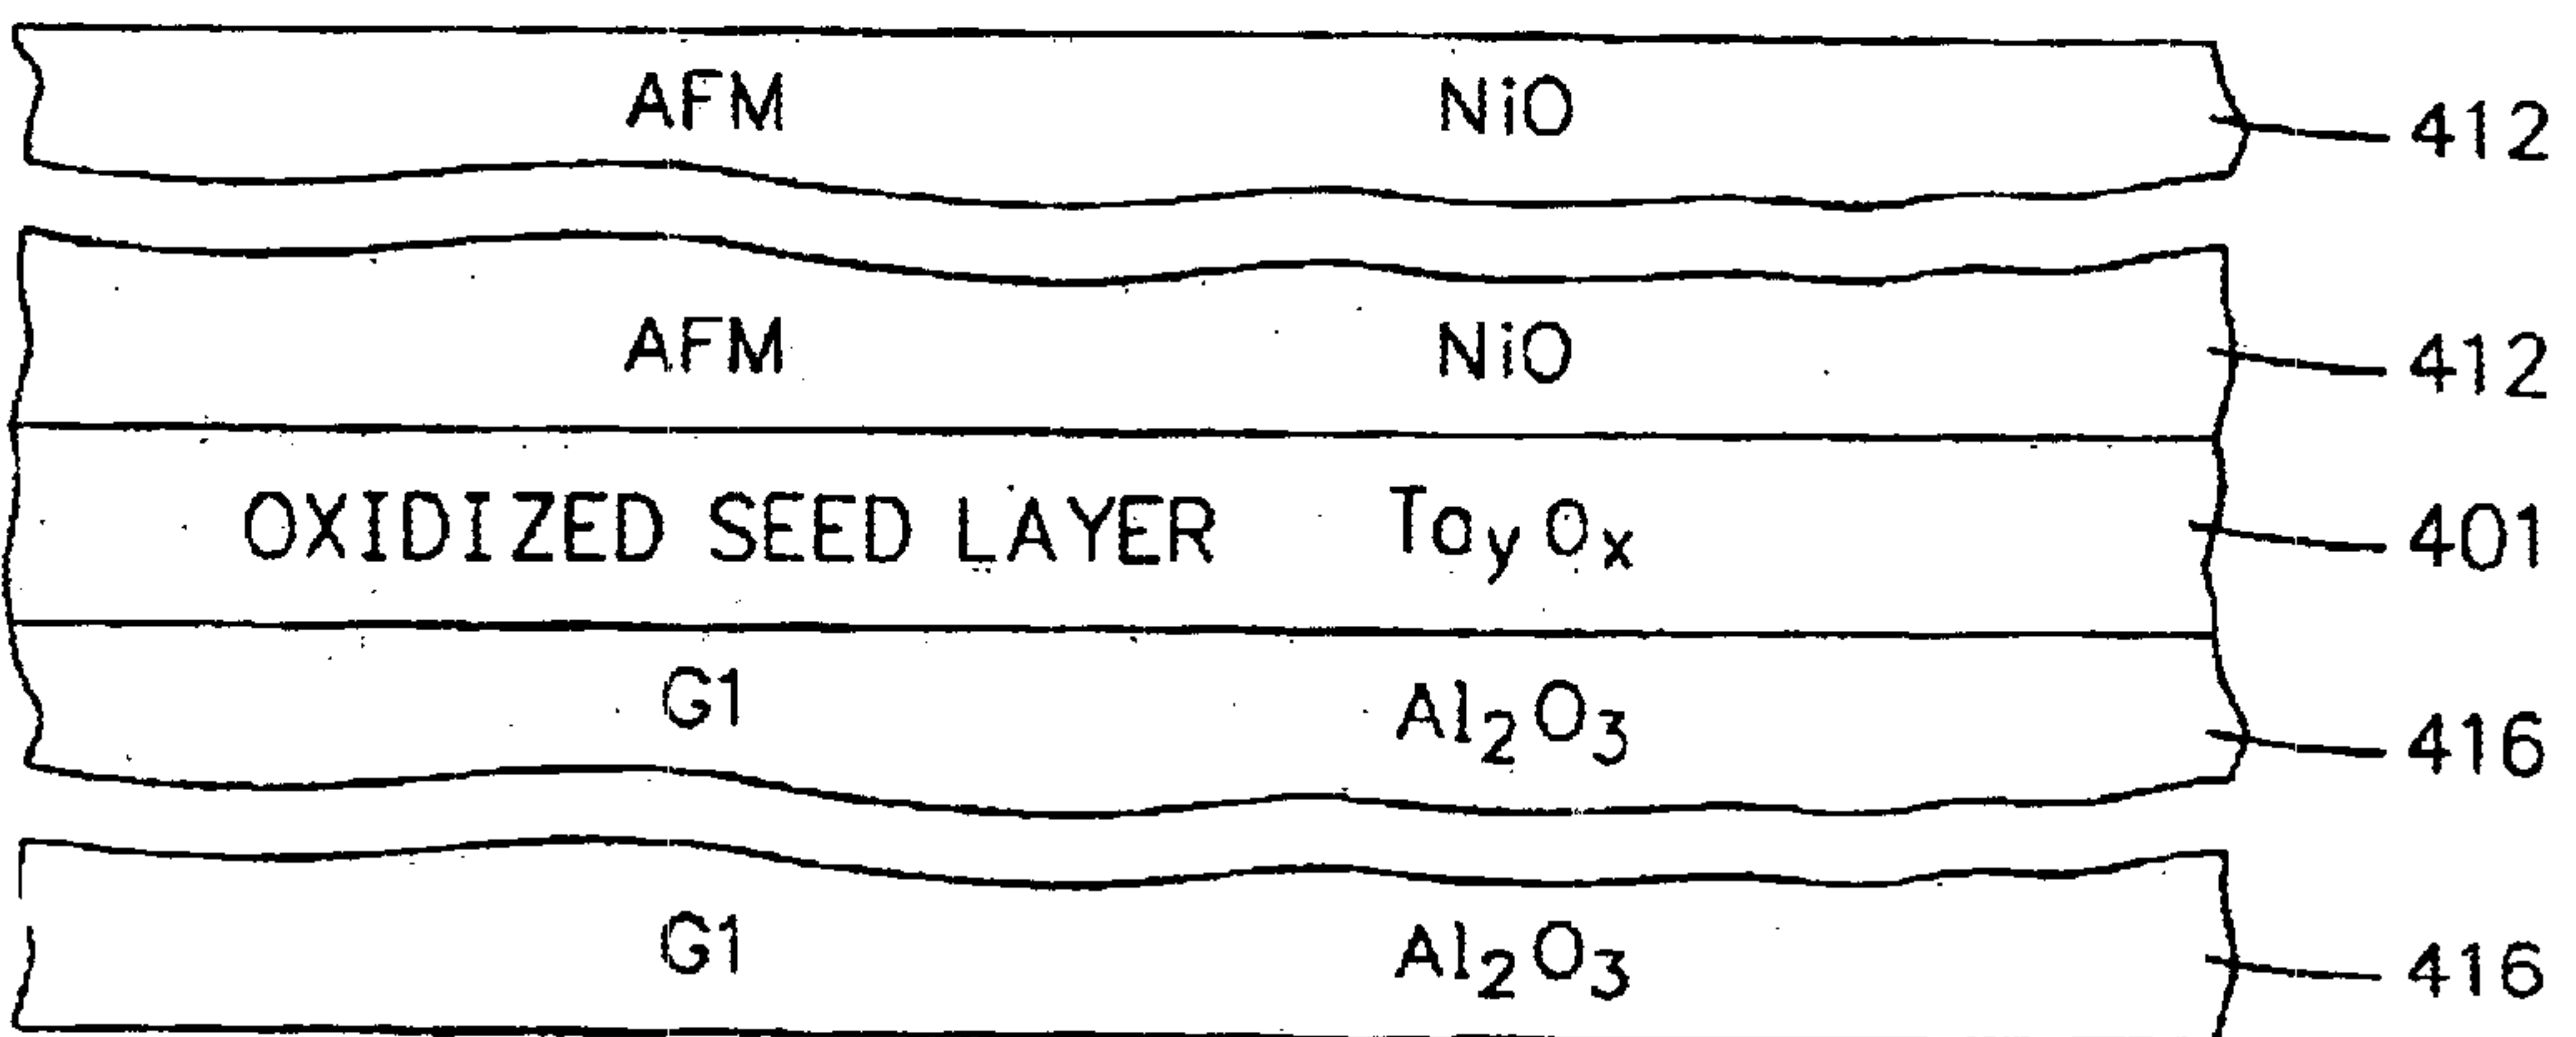 AFM NiO 412
AFM NiO 412
OXIDIZED SEED LAYER TayOx 401
G1 Al2O3 416
G1 Al2O3 416